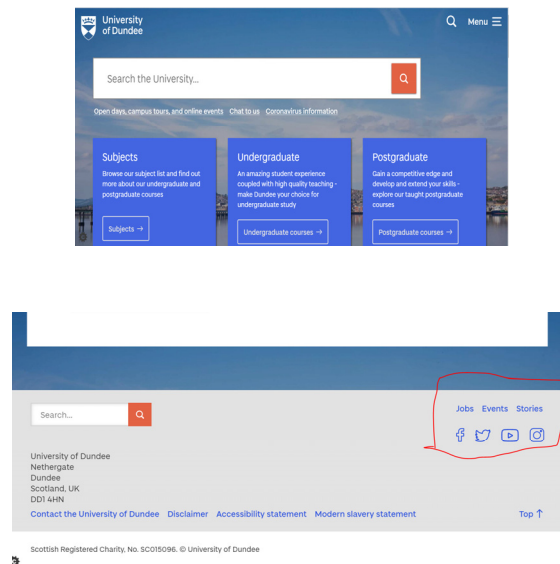 University
of Dundee
Menu
Search the University...
Open days, campus tours, and online events Chat to us Coronavirus information
Subjects
Browse our subject list and find out
more about our undergraduate and
postgraduate courses
Subjects →
Undergraduate
An amazing student experience
coupled with high quality teaching -
make Dundee your choice for
undergraduate study
Undergraduate courses →
Postgraduate
Gain a competitive edge and
develop and extend your skills -
explore our taught postgraduate
courses
Postgraduate courses →
Jobs Events Stories
Search...
University of Dundee
Nethergate
Dundee
Scotland, UK
DD1 4HN
Contact the University of Dundee Disclaimer Accessibility statement Modern slavery statement Top ↑
Scottish Registered Charity, No. SC015096. © University of Dundee